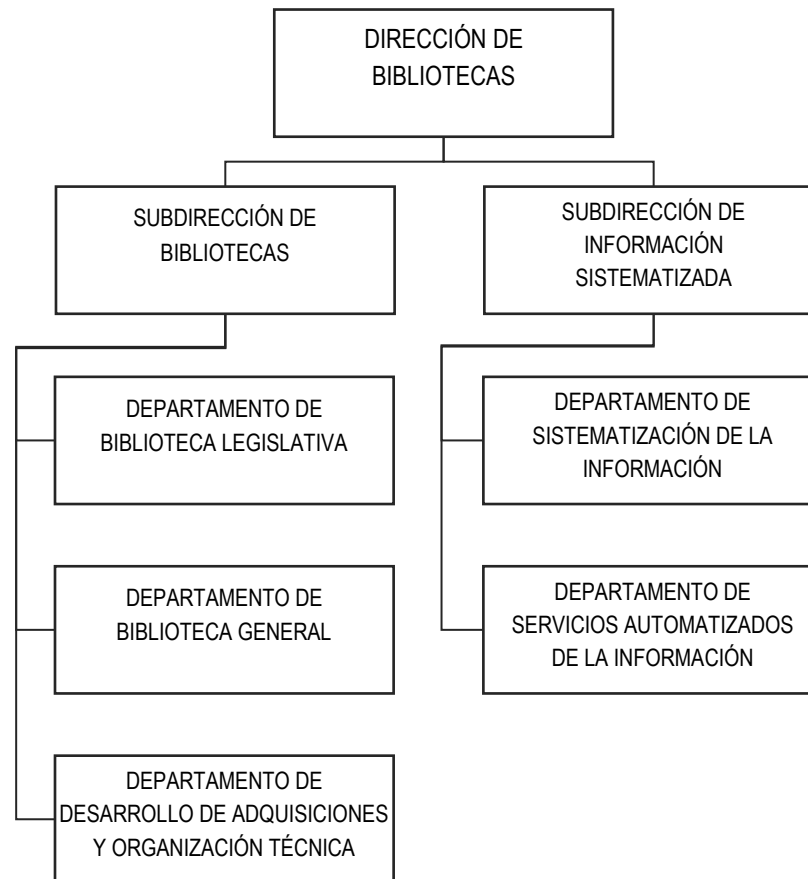 DIRECCIÓN DE
BIBLIOTECAS
SUBDIRECCIÓN DE
BIBLIOTECAS
SUBDIRECCIÓN DE
INFORMACIÓN
SISTEMATIZADA
DEPARTAMENTO DE
BIBLIOTECA LEGISLATIVA
DEPARTAMENTO DE
SISTEMATIZACIÓN DE LA
INFORMACIÓN
DEPARTAMENTO DE
BIBLIOTECA GENERAL
DEPARTAMENTO DE
SERVICIOS AUTOMATIZADOS
DE LA INFORMACIÓN
DEPARTAMENTO DE
DESARROLLO DE ADQUISICIONES
Y ORGANIZACIÓN TÉCNICA